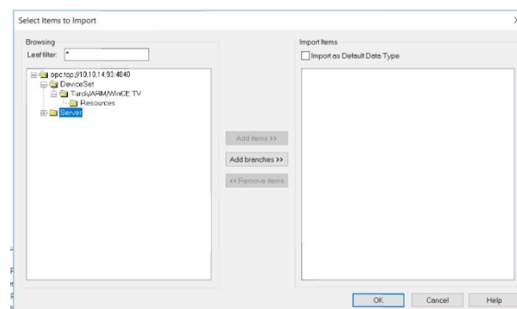 Select Items to Import
Browsing
Leaf filter: *
opc.tcp://10.10.14.93:4840
DeviceSet
Turck/ARM/WinCE TV
Resources
Server
Add items >>
Add branches >>
<< Remove items
Import Items
Import as Default Data Type
OK
Cancel
Help